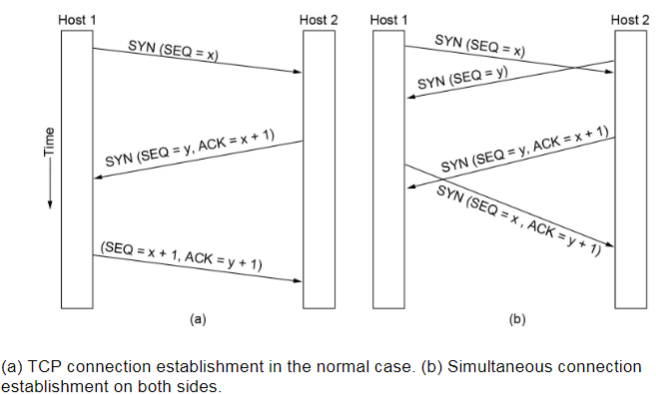 Host 1
Host 2
SYN (SEQ = x)
SYN (SEQ = y, ACK = x + 1)
(SEQ = x + 1, ACK = y + 1)
Time
(a)
Host 1
Host 2
SYN (SEQ = x)
SYN (SEQ = y)
SYN (SEQ = y, ACK = x + 1)
SYN (SEQ = x , ACK = y + 1)
(b)
(a) TCP connection establishment in the normal case. (b) Simultaneous connection
establishment on both sides.